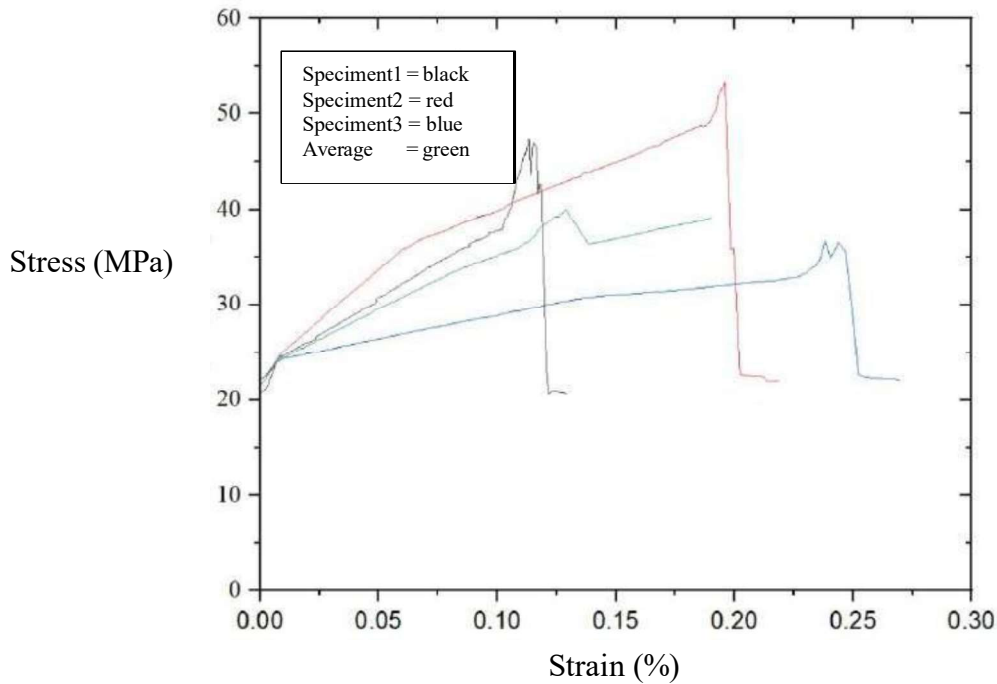 60
50
40
30
20
10
0
Stress (MPa)
Speciment1 = black
Speciment2 = red
Speciment3 = blue
Average = green
0.00 0.05 0.10 0.15 0.20 0.25 0.30
Strain (%)